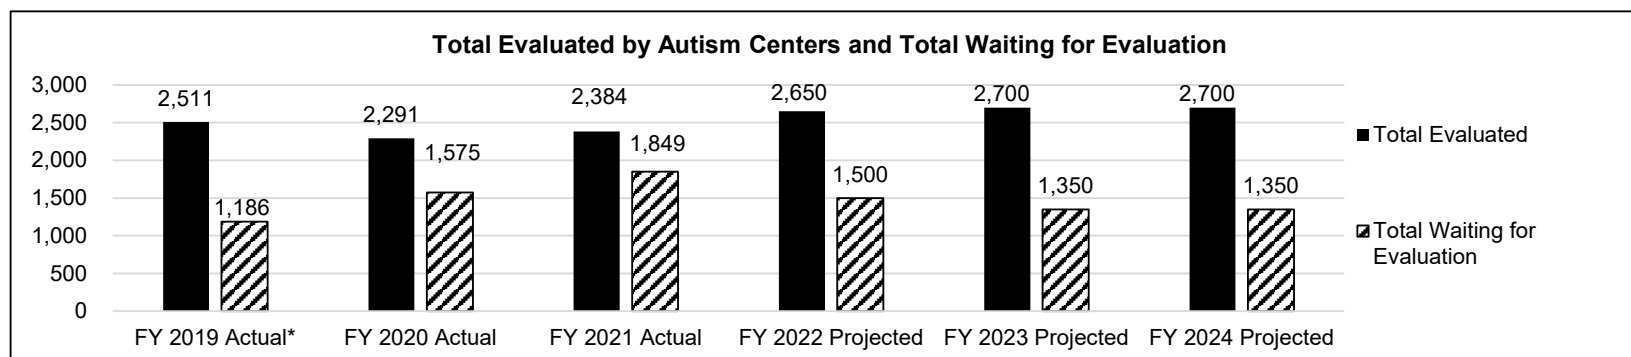 Total Evaluated by Autism Centers and Total Waiting for Evaluation
3,000
2,500
2,000
1,500
1,000
500
0
2,511
1,186
2,291
1,575
2,384
1,849
2,650
1,500
2,700
1,350
2,700
1,350
FY 2019 Actual*
FY 2020 Actual
FY 2021 Actual
FY 2022 Projected
FY 2023 Projected
FY 2024 Projected
Total Evaluated
Total Waiting for
Evaluation